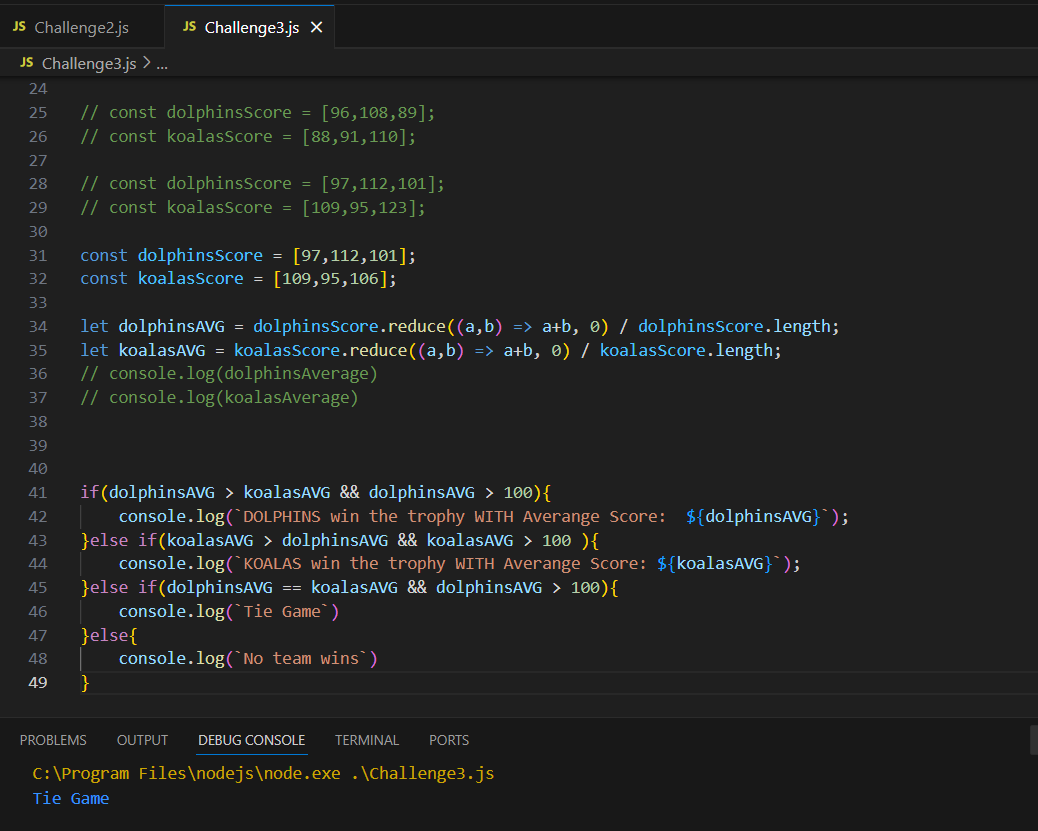 JS Challenge2.js JS Challenge3.js ×
JS Challenge3.js > ...
24
25 // const dolphinsScore = [96,108,89];
26 // const koalasScore = [88,91,110];
27
28 // const dolphinsScore = [97,112,101];
29 // const koalasScore = [109,95,123];
30
31 const dolphinsScore = [97,112,101];
32 const koalasScore = [109,95,106];
33
34 let dolphinsAVG = dolphinsScore.reduce((a,b) => a+b, 0) / dolphinsScore.length;
35 let koalasAVG = koalasScore.reduce((a,b) => a+b, 0) / koalasScore.length;
36 // console.log(dolphinsAverage)
37 // console.log(koalasAverage)
38
39
40
41 if(dolphinsAVG > koalasAVG && dolphinsAVG > 100){
42     console.log(`DOLPHINS win the trophy WITH Averange Score:  ${dolphinsAVG}`);
43 }else if(koalasAVG > dolphinsAVG && koalasAVG > 100 ){
44     console.log(`KOALAS win the trophy WITH Averange Score: ${koalasAVG}`);
45 }else if(dolphinsAVG == koalasAVG && dolphinsAVG > 100){
46     console.log(`Tie Game`)
47 }else{
48     console.log(`No team wins`)
49 }
PROBLEMS OUTPUT DEBUG CONSOLE TERMINAL PORTS
C:\Program Files\nodejs\node.exe .\Challenge3.js
Tie Game